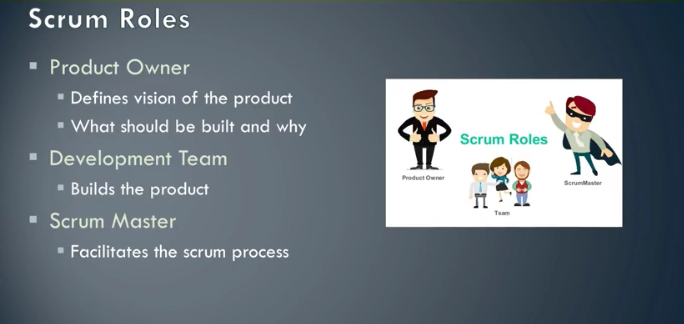 Scrum Roles
Product Owner
Defines vision of the product
What should be built and why
Development Team
Builds the product
Scrum Master
Facilitates the scrum process
Scrum Roles
Product Owner
ScrumMaster
Team